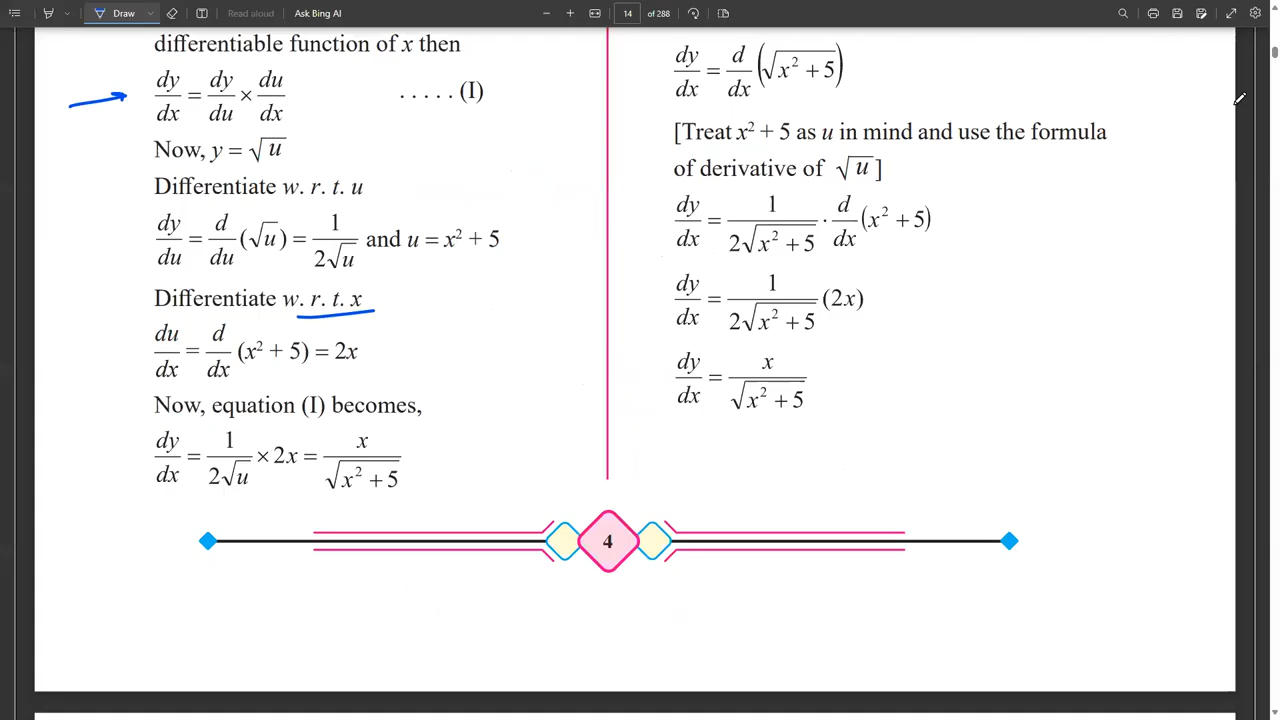 Draw
Read aloud
Ask Bing AI
14 of 288
differentiable function of x then
dy/dx = dy/du × du/dx . . . . . (I)
Now, y = √u
Differentiate w. r. t. u
dy/du = d/du (√u) = 1/(2√u) and u = x² + 5
Differentiate w. r. t. x
du/dx = d/dx (x² + 5) = 2x
Now, equation (I) becomes,
dy/dx = 1/(2√u) × 2x = x/√(x² + 5)
dy/dx = d/dx (√(x² + 5))
[Treat x² + 5 as u in mind and use the formula
of derivative of √u ]
dy/dx = 1/(2√(x² + 5)) · d/dx (x² + 5)
dy/dx = 1/(2√(x² + 5)) (2x)
dy/dx = x/√(x² + 5)
4